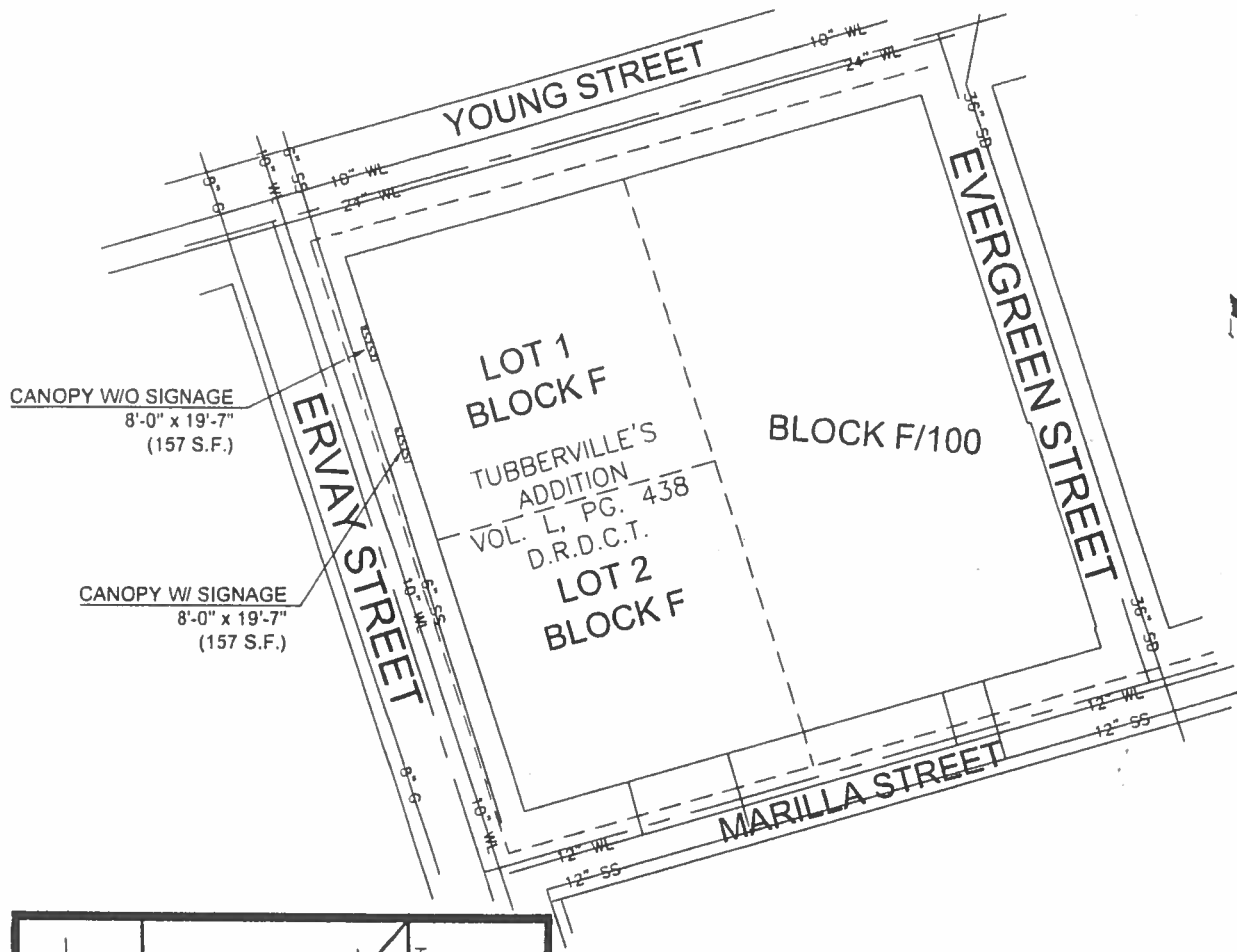 YOUNG STREET
10" WL
24" WL
10" WL
24" WL
8" G
10" WL
6" SS
36" SD
EVERGREEN STREET
LOT 1
BLOCK F
TUBBERVILLE'S
ADDITION
VOL. L, PG. 438
D.R.D.C.T.
LOT 2
BLOCK F
BLOCK F/100
CANOPY W/O SIGNAGE
8'-0" x 19'-7"
(157 S.F.)
ERVAY STREET
CANOPY W/ SIGNAGE
8'-0" x 19'-7"
(157 S.F.)
10" WL
6" SS
36" SD
8" G
10" WL
12" WL
12" SS
MARILLA STREET
12" WL
12" SS